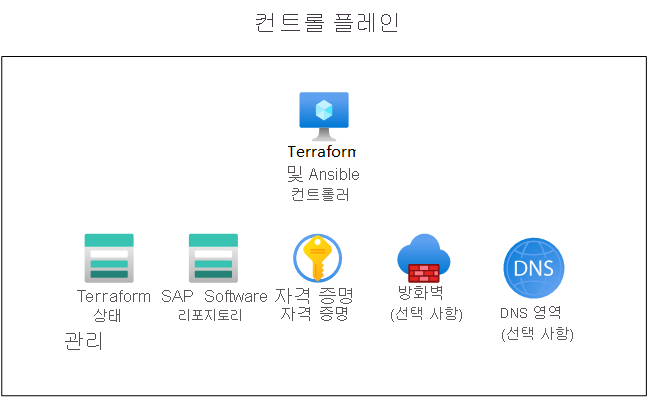 컨트롤 플레인
Terraform
및 Ansible
컨트롤러
DNS
Terraform
상태
관리
SAP Software
리포지토리
자격 증명
자격 증명
방화벽
(선택 사항)
DNS 영역
(선택 사항)